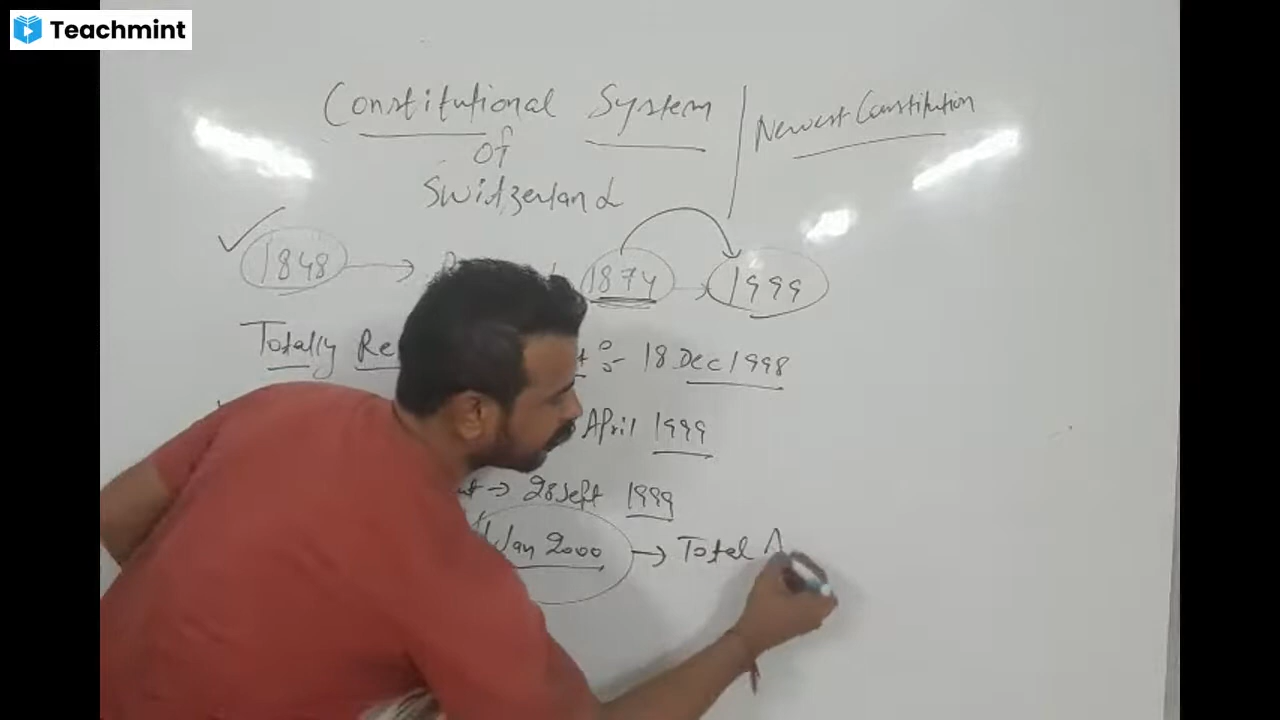 Teachmint
Constitutional System
of
Switzerland
Newest Constitution
1848 → 1874 → 1999
Totally Re :- 18 Dec 1998
April 1999
→ 28 Sept 1999
Jan 2000 → Total A